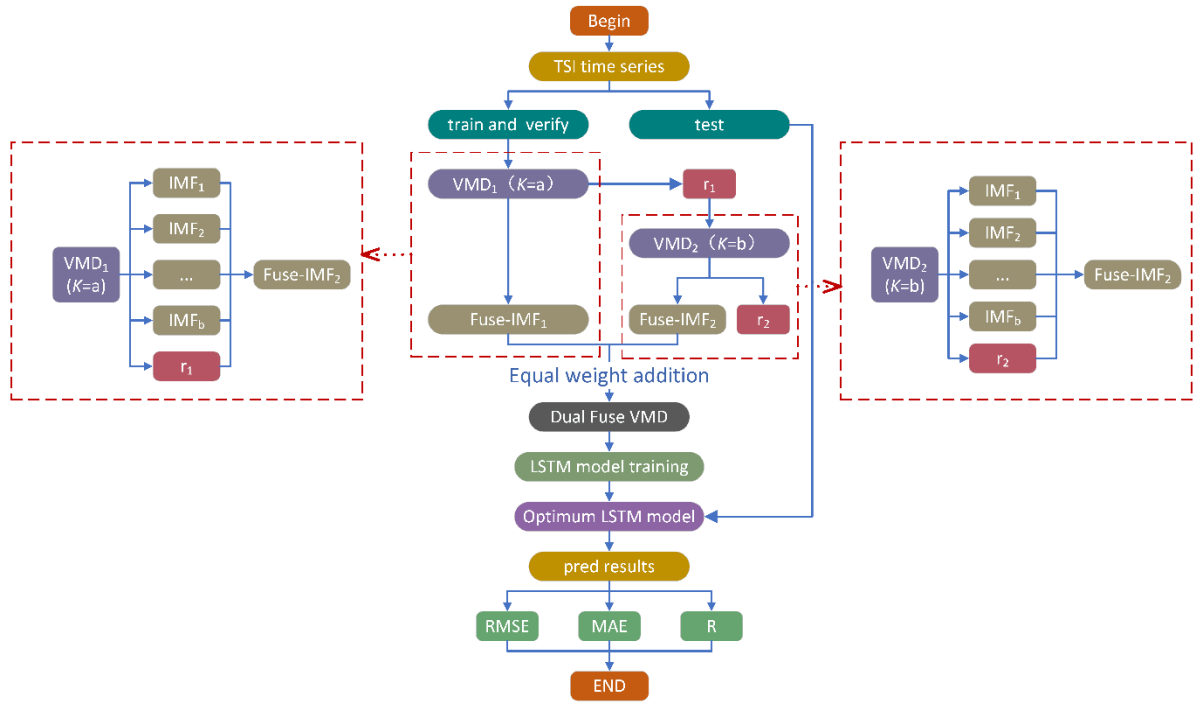 Begin
TSI time series
train and verify
test
VMD₁（K=a）
r₁
VMD₂（K=b）
Fuse-IMF₁
Fuse-IMF₂
r₂
Equal weight addition
Dual Fuse VMD
LSTM model training
Optimum LSTM model
pred results
RMSE
MAE
R
END
VMD₁
(K=a)
IMF₁
IMF₂
...
IMF_b
r₁
Fuse-IMF₂
VMD₂
(K=b)
IMF₁
IMF₂
...
IMF_b
r₂
Fuse-IMF₂